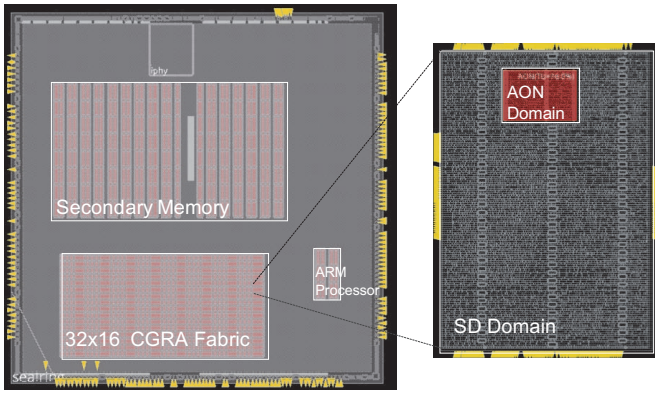 iphy
Secondary Memory
ARM
Processor
32x16 CGRA Fabric
sealring
AON
Domain
SD Domain